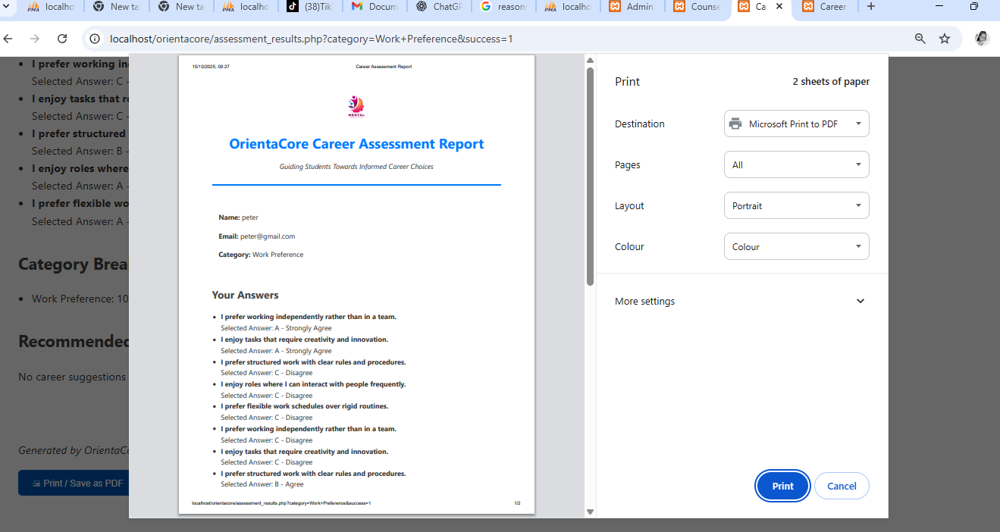 localho
New ta
New ta
localho
(38)Tik
Docum
ChatGP
reasons
localho
Admin
Counse
Ca
Career
localhost/orientacore/assessment_results.php?category=Work+Preference&success=1
I prefer working in
Selected Answer: C -
I enjoy tasks that re
Selected Answer: C -
I prefer structured
Selected Answer: B -
I enjoy roles where
Selected Answer: A -
I prefer flexible wo
Selected Answer: A -
Category Brea
Work Preference: 10
Recommended
No career suggestions
Generated by OrientaCo
Print / Save as PDF
15/10/2025, 09:27
Career Assessment Report
MENTAL
OrientaCore Career Assessment Report
Guiding Students Towards Informed Career Choices
Name: peter
Email: peter@gmail.com
Category: Work Preference
Your Answers
I prefer working independently rather than in a team.
Selected Answer: A - Strongly Agree
I enjoy tasks that require creativity and innovation.
Selected Answer: A - Strongly Agree
I prefer structured work with clear rules and procedures.
Selected Answer: C - Disagree
I enjoy roles where I can interact with people frequently.
Selected Answer: C - Disagree
I prefer flexible work schedules over rigid routines.
Selected Answer: C - Disagree
I prefer working independently rather than in a team.
Selected Answer: C - Disagree
I enjoy tasks that require creativity and innovation.
Selected Answer: C - Disagree
I prefer structured work with clear rules and procedures.
Selected Answer: B - Agree
localhost/orientacore/assessment_results.php?category=Work+Preference&success=1
1/2
Print
2 sheets of paper
Destination
Microsoft Print to PDF
Pages
All
Layout
Portrait
Colour
Colour
More settings
Print
Cancel